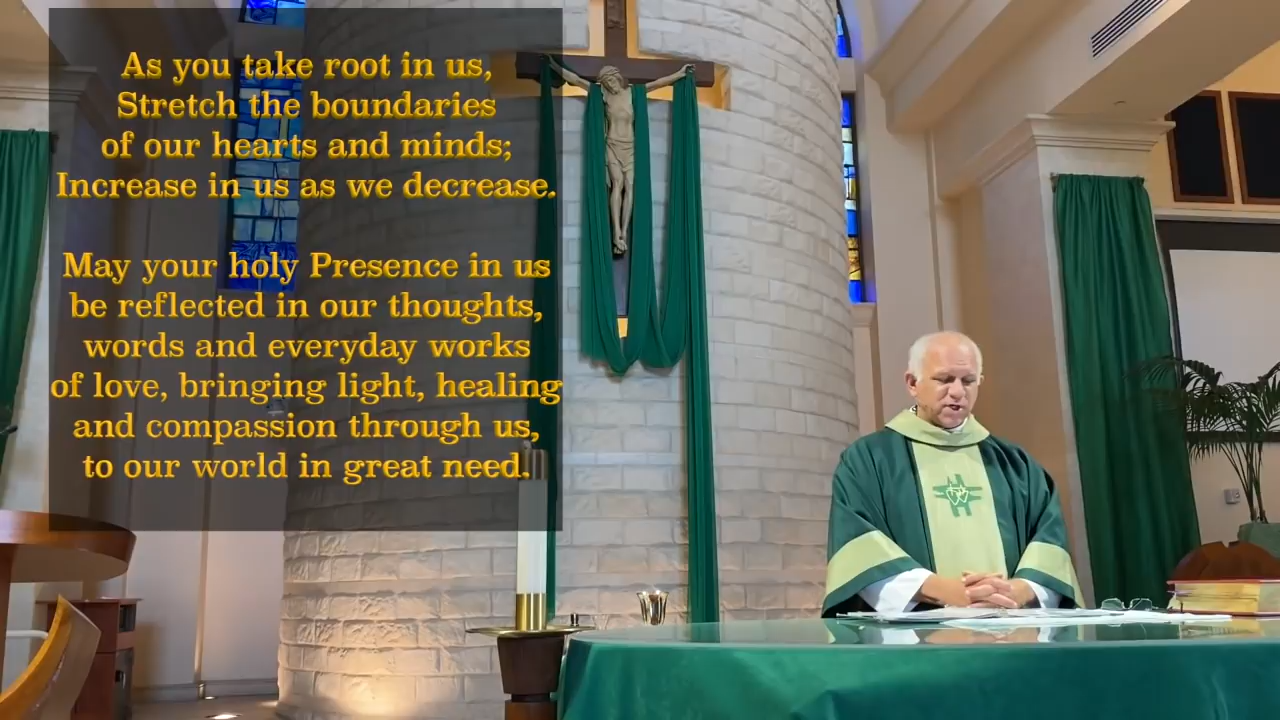 As you take root in us,
Stretch the boundaries
of our hearts and minds;
Increase in us as we decrease.
May your holy Presence in us
be reflected in our thoughts,
words and everyday works
of love, bringing light, healing
and compassion through us,
to our world in great need.